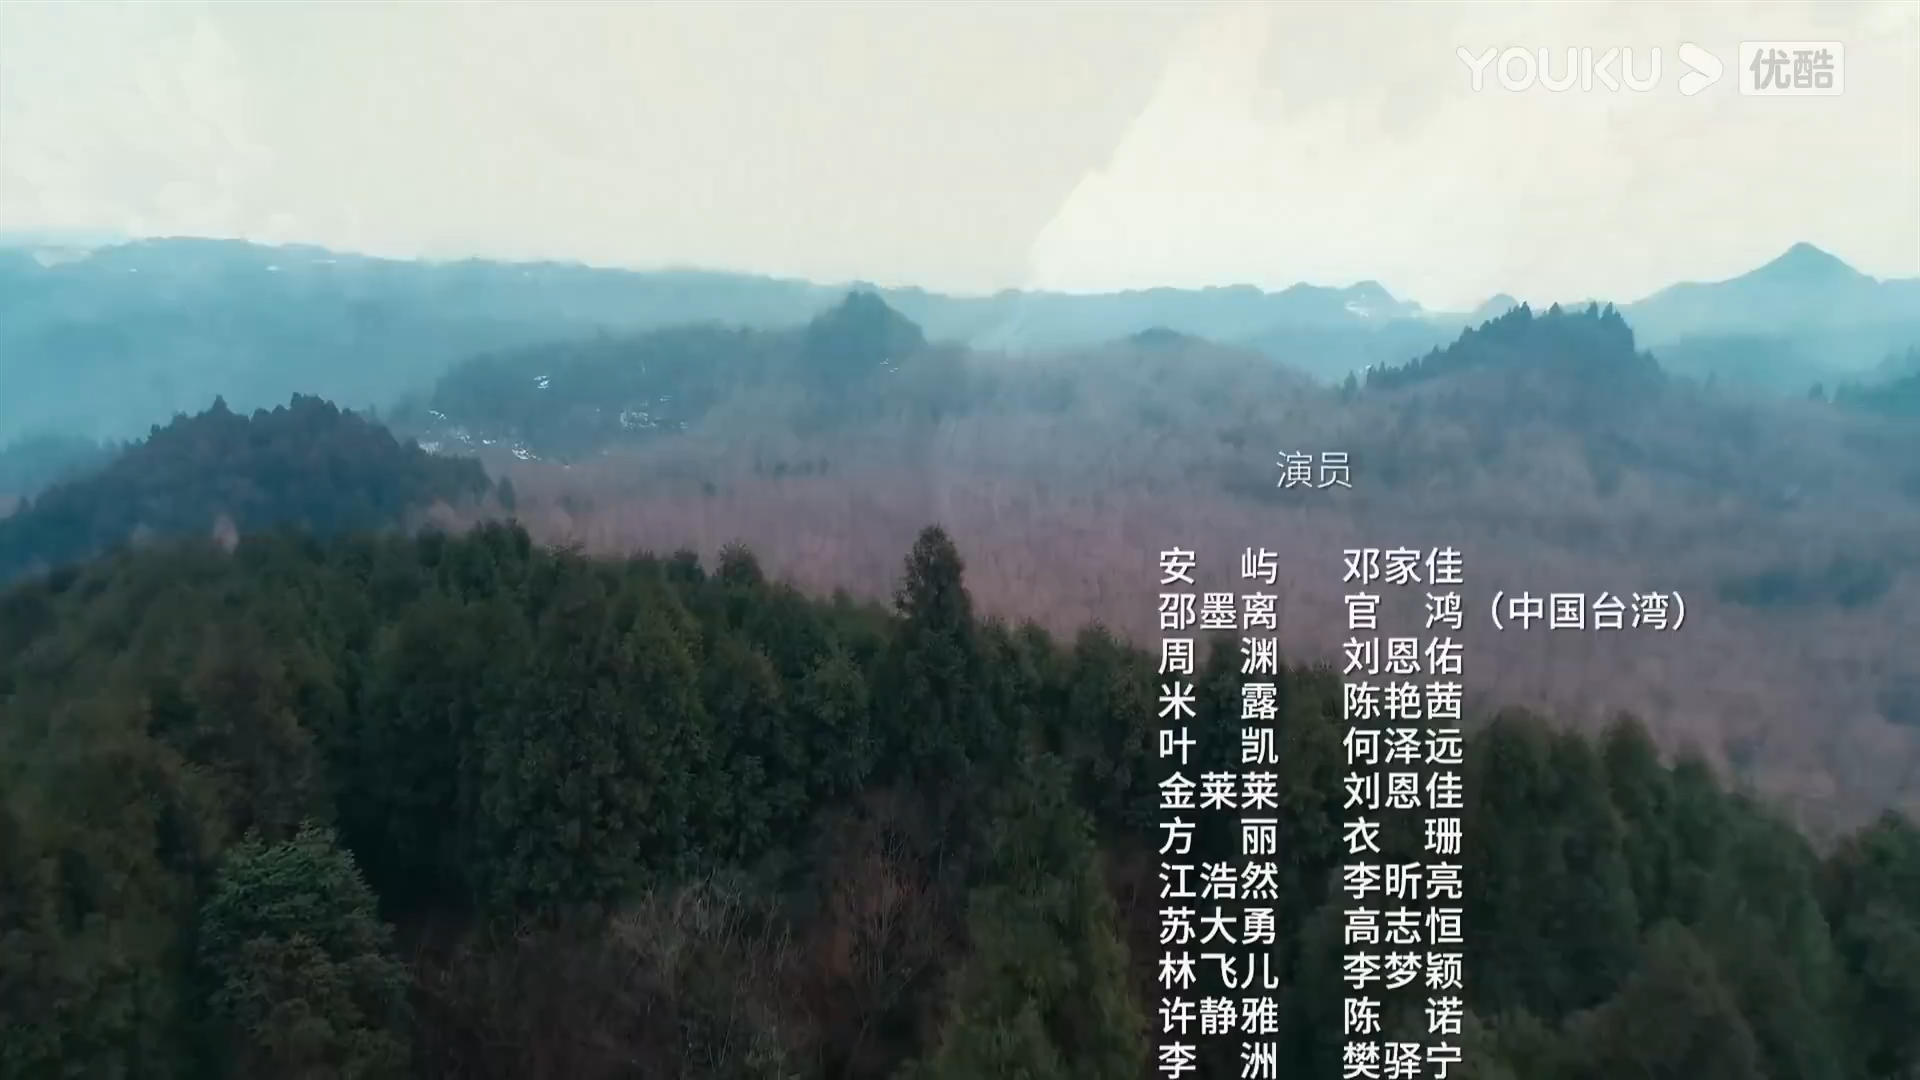 YOUKU 优酷
演员
安屿 邓家佳
邵墨离 官鸿（中国台湾）
周渊 刘恩佑
米露 陈艳茜
叶凯 何泽远
金莱莱 刘恩佳
方丽 衣珊
江浩然 李昕亮
苏大勇 高志恒
林飞儿 李梦颖
许静雅 陈诺
李洲 樊驿宁